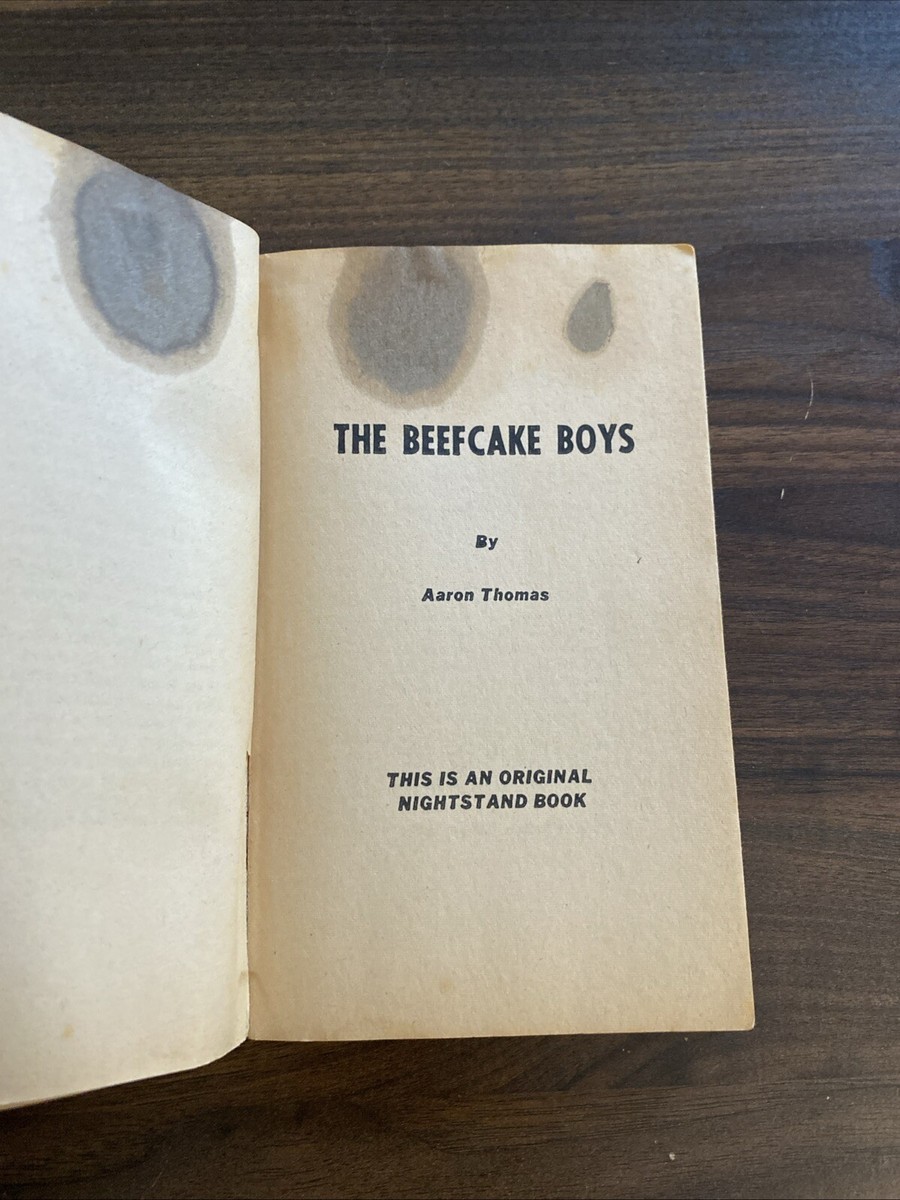 THE BEEFCAKE BOYS
By
Aaron Thomas
THIS IS AN ORIGINAL
NIGHTSTAND BOOK